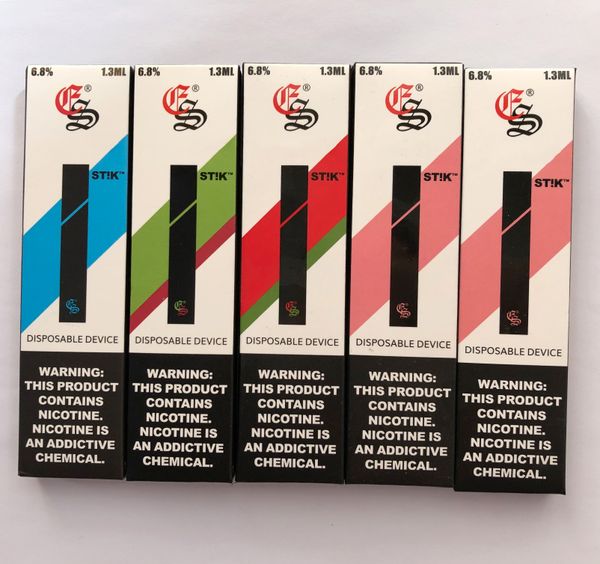 6.8% 1.3ML
ES®
ST!K™
DISPOSABLE DEVICE
WARNING:
THIS PRODUCT
CONTAINS
NICOTINE.
NICOTINE IS
AN ADDICTIVE
CHEMICAL.
6.8% 1.3ML
ES®
ST!K™
DISPOSABLE DEVICE
WARNING:
THIS PRODUCT
CONTAINS
NICOTINE.
NICOTINE IS
AN ADDICTIVE
CHEMICAL.
6.8% 1.3ML
ES®
ST!K™
DISPOSABLE DEVICE
WARNING:
THIS PRODUCT
CONTAINS
NICOTINE.
NICOTINE IS
AN ADDICTIVE
CHEMICAL.
6.8% 1.3ML
ES®
ST!K™
DISPOSABLE DEVICE
WARNING:
THIS PRODUCT
CONTAINS
NICOTINE.
NICOTINE IS
AN ADDICTIVE
CHEMICAL.
6.8% 1.3ML
ES®
ST!K™
DISPOSABLE DEVICE
WARNING:
THIS PRODUCT
CONTAINS
NICOTINE.
NICOTINE IS
AN ADDICTIVE
CHEMICAL.